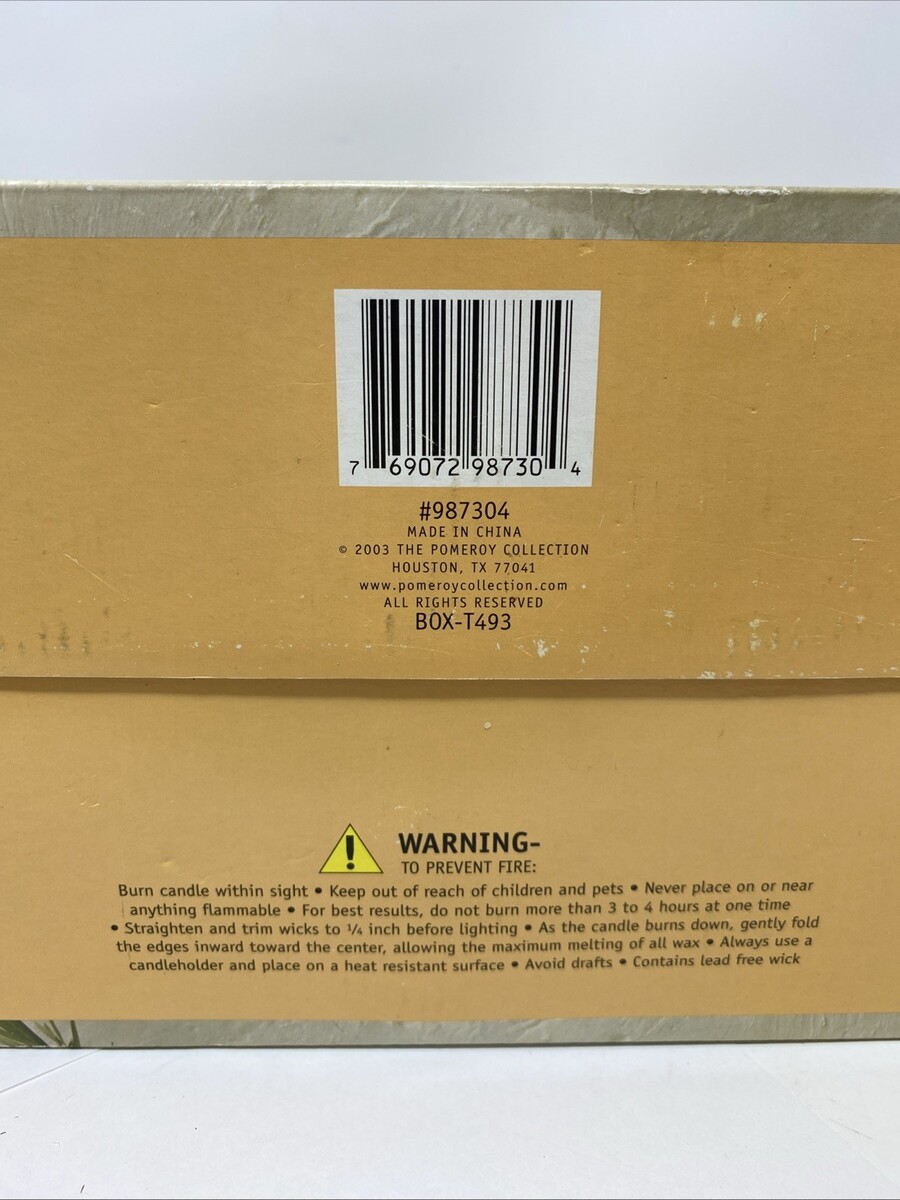 7 69072 98730 4
#987304
MADE IN CHINA
© 2003 THE POMEROY COLLECTION
HOUSTON, TX 77041
www.pomeroycollection.com
ALL RIGHTS RESERVED
BOX-T493
WARNING-
TO PREVENT FIRE:
Burn candle within sight • Keep out of reach of children and pets • Never place on or near
anything flammable • For best results, do not burn more than 3 to 4 hours at one time
• Straighten and trim wicks to ¼ inch before lighting • As the candle burns down, gently fold
the edges inward toward the center, allowing the maximum melting of all wax • Always use a
candleholder and place on a heat resistant surface • Avoid drafts • Contains lead free wick